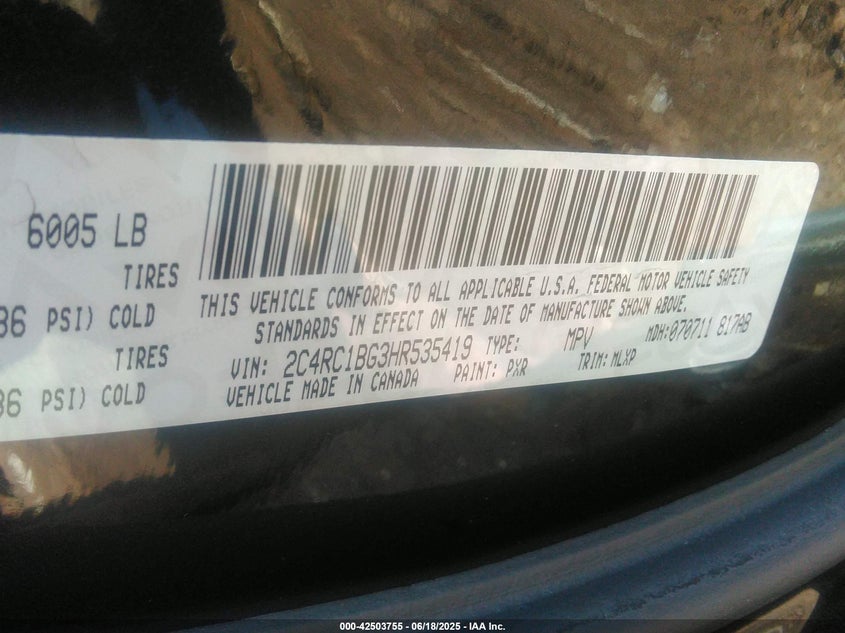 6005 LB
TIRES
THIS VEHICLE CONFORMS TO ALL APPLICABLE U.S.A. FEDERAL MOTOR VEHICLE SAFETY
36 PSI) COLD
STANDARDS IN EFFECT ON THE DATE OF MANUFACTURE SHOWN ABOVE.
TIRES
VIN: 2C4RC1BG3HR535419 TYPE: MPV MDH:070711 817AB
36 PSI) COLD
VEHICLE MADE IN CANADA PAINT: PXR TRIM: MLXP
000-42503755 - 06/18/2025 - IAA Inc.